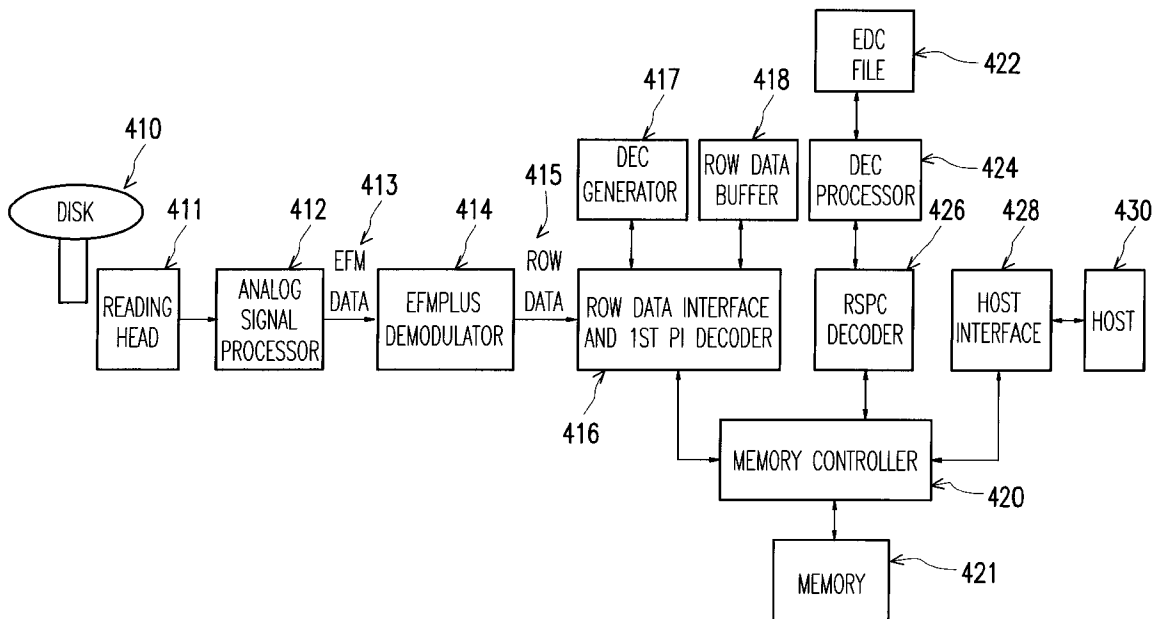 EDC
FILE
422
417
418
410
DEC
GENERATOR
ROW DATA
BUFFER
DEC
PROCESSOR
424
DISK
411
412
413
414
415
426
428
430
EFM
DATA
ROW
DATA
READING
HEAD
ANALOG
SIGNAL
PROCESSOR
EFMPLUS
DEMODULATOR
ROW DATA INTERFACE
AND 1ST PI DECODER
RSPC
DECODER
HOST
INTERFACE
HOST
416
MEMORY CONTROLLER
420
MEMORY
421